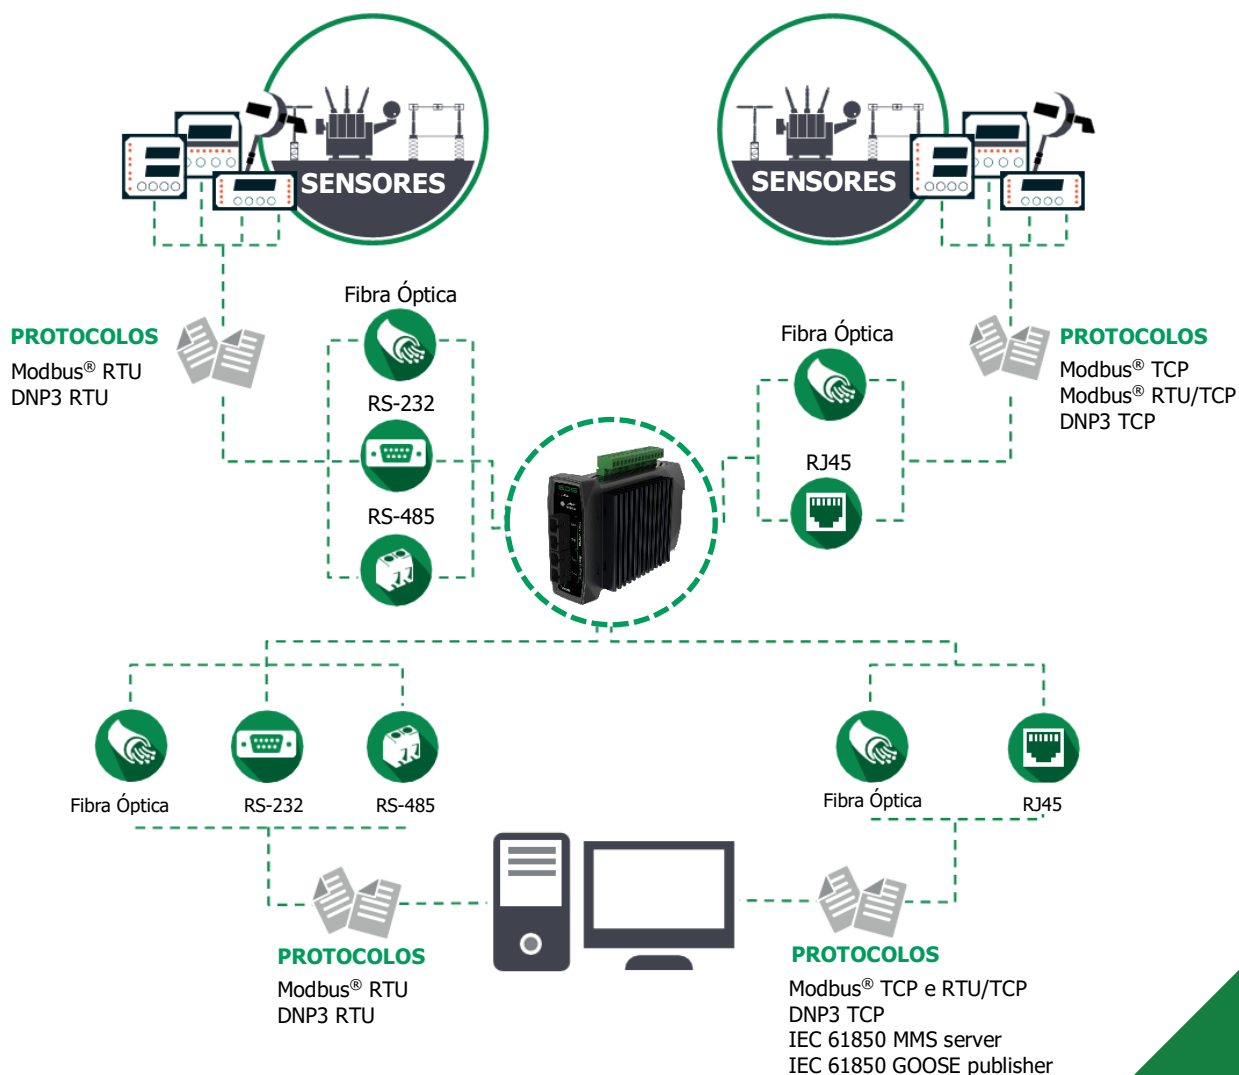 SENSORES
SENSORES
Fibra Óptica
PROTOCOLOS
Modbus® RTU
DNP3 RTU
RS-232
RS-485
Fibra Óptica
RJ45
PROTOCOLOS
Modbus® TCP
Modbus® RTU/TCP
DNP3 TCP
Fibra Óptica
RS-232
RS-485
Fibra Óptica
RJ45
PROTOCOLOS
Modbus® RTU
DNP3 RTU
PROTOCOLOS
Modbus® TCP e RTU/TCP
DNP3 TCP
IEC 61850 MMS server
IEC 61850 GOOSE publisher